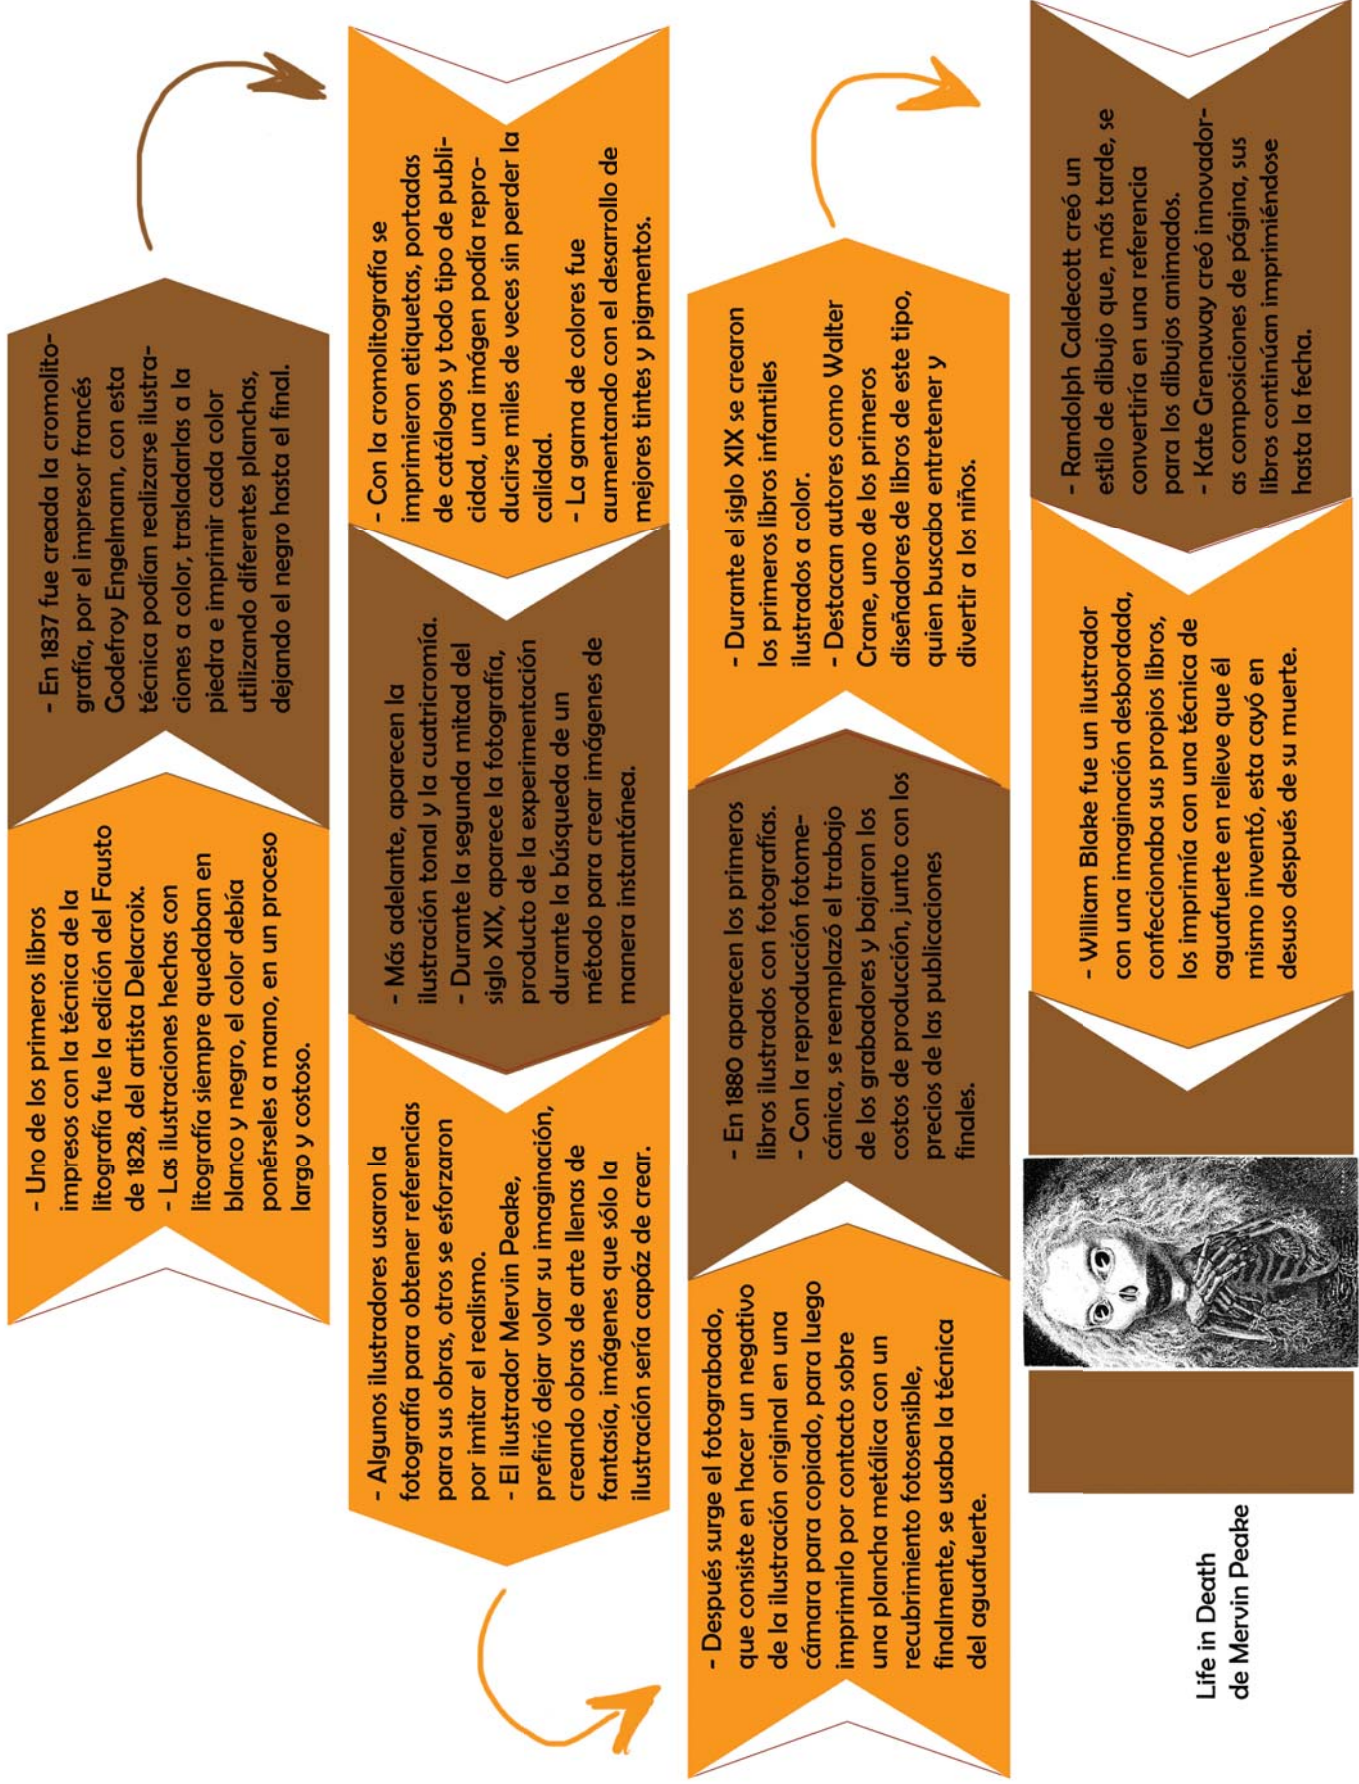 - Uno de los primeros libros
impresos con la técnica de la
litografía fue la edición del Fausto
de 1828, del artista Delacroix.
- Las ilustraciones hechas con
litografía siempre quedaban en
blanco y negro, el color debía
ponérseles a mano, en un proceso
largo y costoso.
- En 1837 fue creada la cromolito-
grafía, por el impresor francés
Godefroy Engelmann, con esta
técnica podían realizarse ilustra-
ciones a color, trasladarlas a la
piedra e imprimir cada color
utilizando diferentes planchas,
dejando el negro hasta el final.
- Con la cromolitografía se
imprimieron etiquetas, portadas
de catálogos y todo tipo de publi-
cidad, una imágen podía repro-
ducirse miles de veces sin perder la
calidad.
- La gama de colores fue
aumentando con el desarrollo de
mejores tintes y pigmentos.
- Más adelante, aparecen la
ilustración tonal y la cuatricromía.
- Durante la segunda mitad del
siglo XIX, aparece la fotografía,
producto de la experimentación
durante la búsqueda de un
método para crear imágenes de
manera instantánea.
- Algunos ilustradores usaron la
fotografía para obtener referencias
para sus obras, otros se esforzaron
por imitar el realismo.
- El ilustrador Mervin Peake,
prefirió dejar volar su imaginación,
creando obras de arte llenas de
fantasía, imágenes que sólo la
ilustración sería capáz de crear.
- Después surge el fotograbado,
que consiste en hacer un negativo
de la ilustración original en una
cámara para copiado, para luego
imprimirlo por contacto sobre
una plancha metálica con un
recubrimiento fotosensible,
finalmente, se usaba la técnica
del aguafuerte.
- En 1880 aparecen los primeros
libros ilustrados con fotografías.
- Con la reproducción fotome-
cánica, se reemplazó el trabajo
de los grabadores y bajaron los
costos de producción, junto con los
precios de las publicaciones
finales.
- Durante el siglo XIX se crearon
los primeros libros infantiles
ilustrados a color.
- Destacan autores como Walter
Crane, uno de los primeros
diseñadores de libros de este tipo,
quien buscaba entretener y
divertir a los niños.
- Randolph Caldecott creó un
estilo de dibujo que, más tarde, se
convertiría en una referencia
para los dibujos animados.
- Kate Grenaway creó innovador-
as composiciones de página, sus
libros continúan imprimiéndose
hasta la fecha.
- William Blake fue un ilustrador
con una imaginación desbordada,
confeccionaba sus propios libros,
los imprimía con una técnica de
aguafuerte en relieve que él
mismo inventó, esta cayó en
desuso después de su muerte.
Life in Death
de Mervin Peake